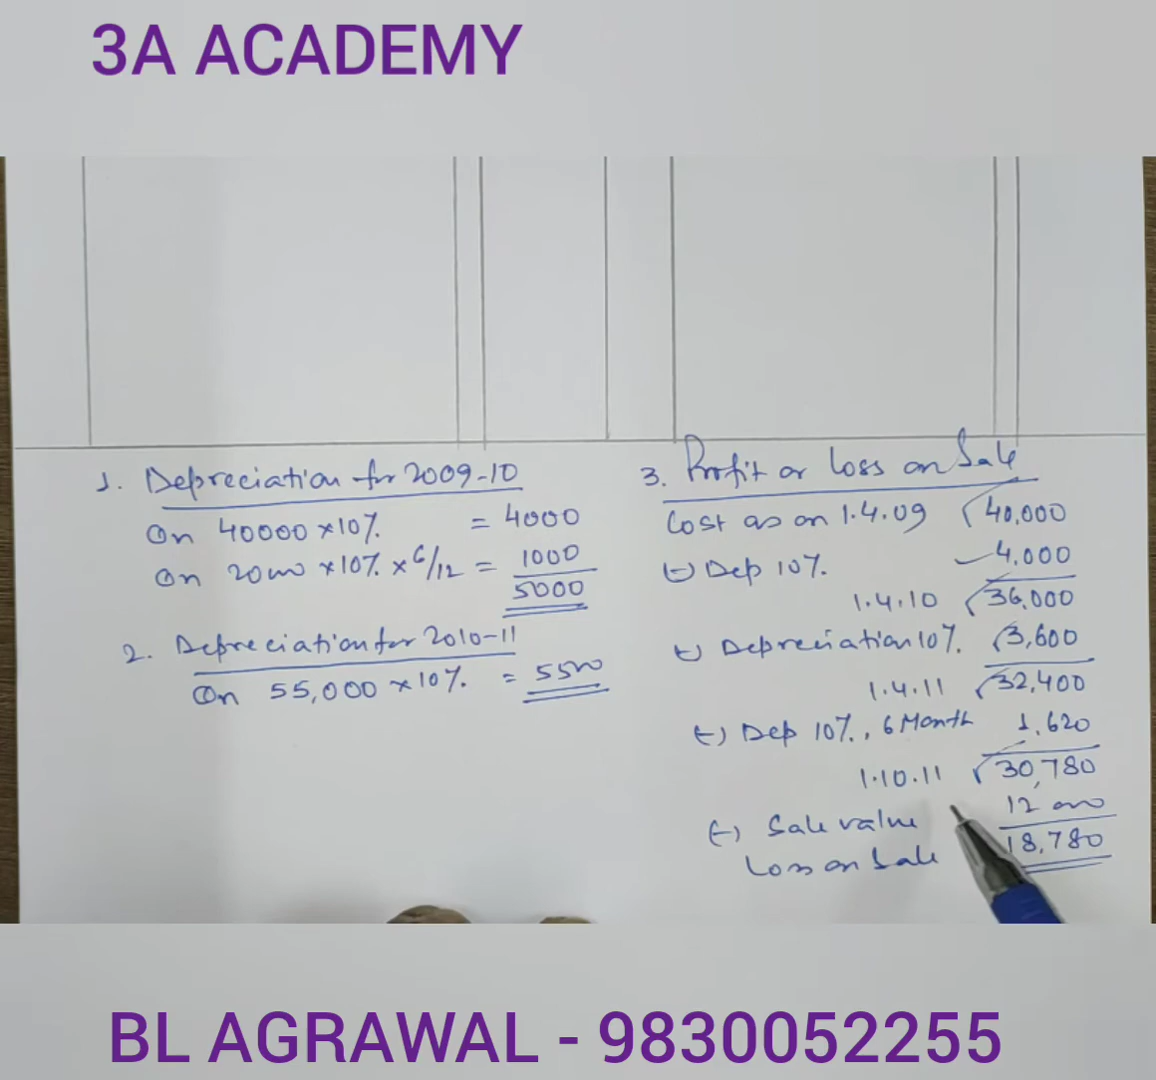 3A ACADEMY
1. Depreciation for 2009-10
On 40000 × 10% = 4000
On 20000 × 10% × 6/12 = 1000
5000
2. Depreciation for 2010-11
On 55,000 × 10% = 5500
3. Profit or Loss on Sale
Cost as on 1.4.09 40,000
(-) Dep 10% 4,000
1.4.10 36,000
(-) Depreciation 10% 3,600
1.4.11 32,400
(-) Dep 10%, 6 Month 1,620
1.10.11 30,780
(-) Sale value 12000
Loss on Sale 18,780
BL AGRAWAL - 9830052255